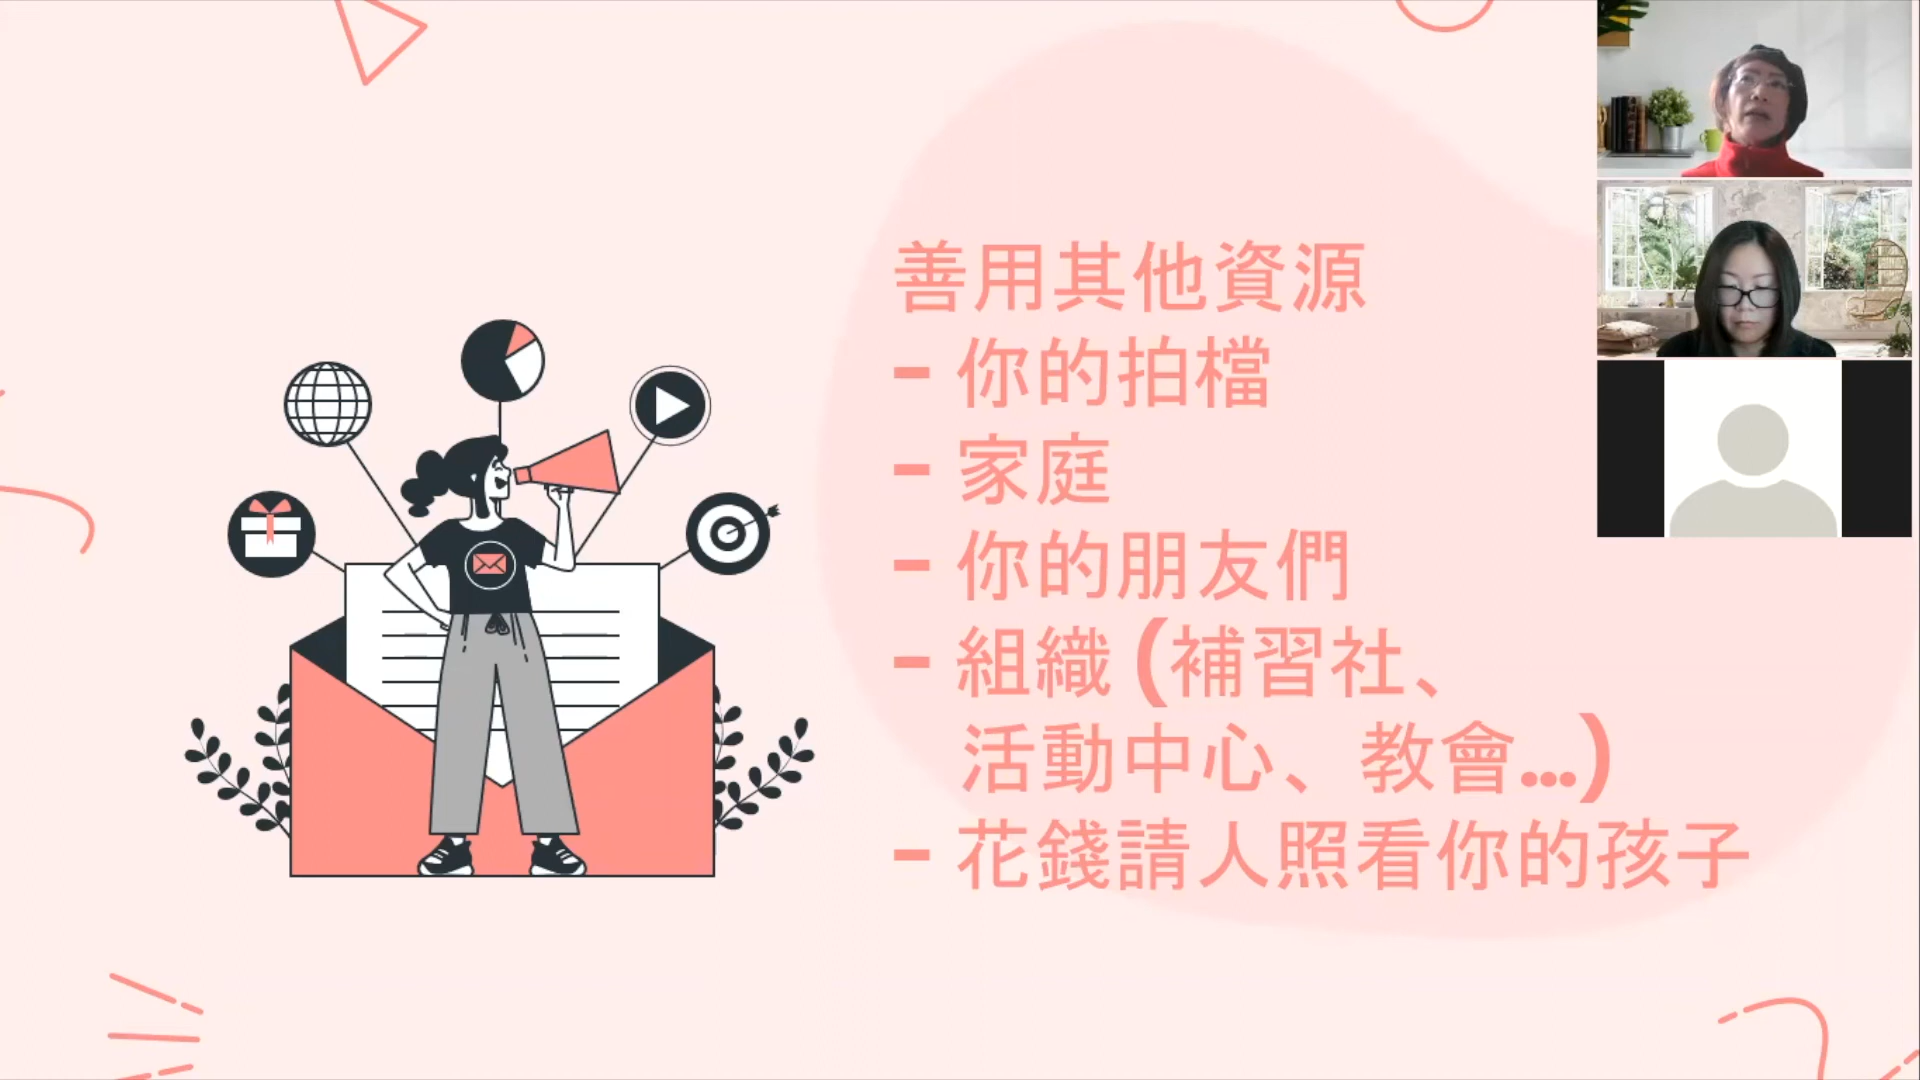 善用其他資源
- 你的拍檔
- 家庭
- 你的朋友們
- 組織 (補習社、
活動中心、教會...)
- 花錢請人照看你的孩子